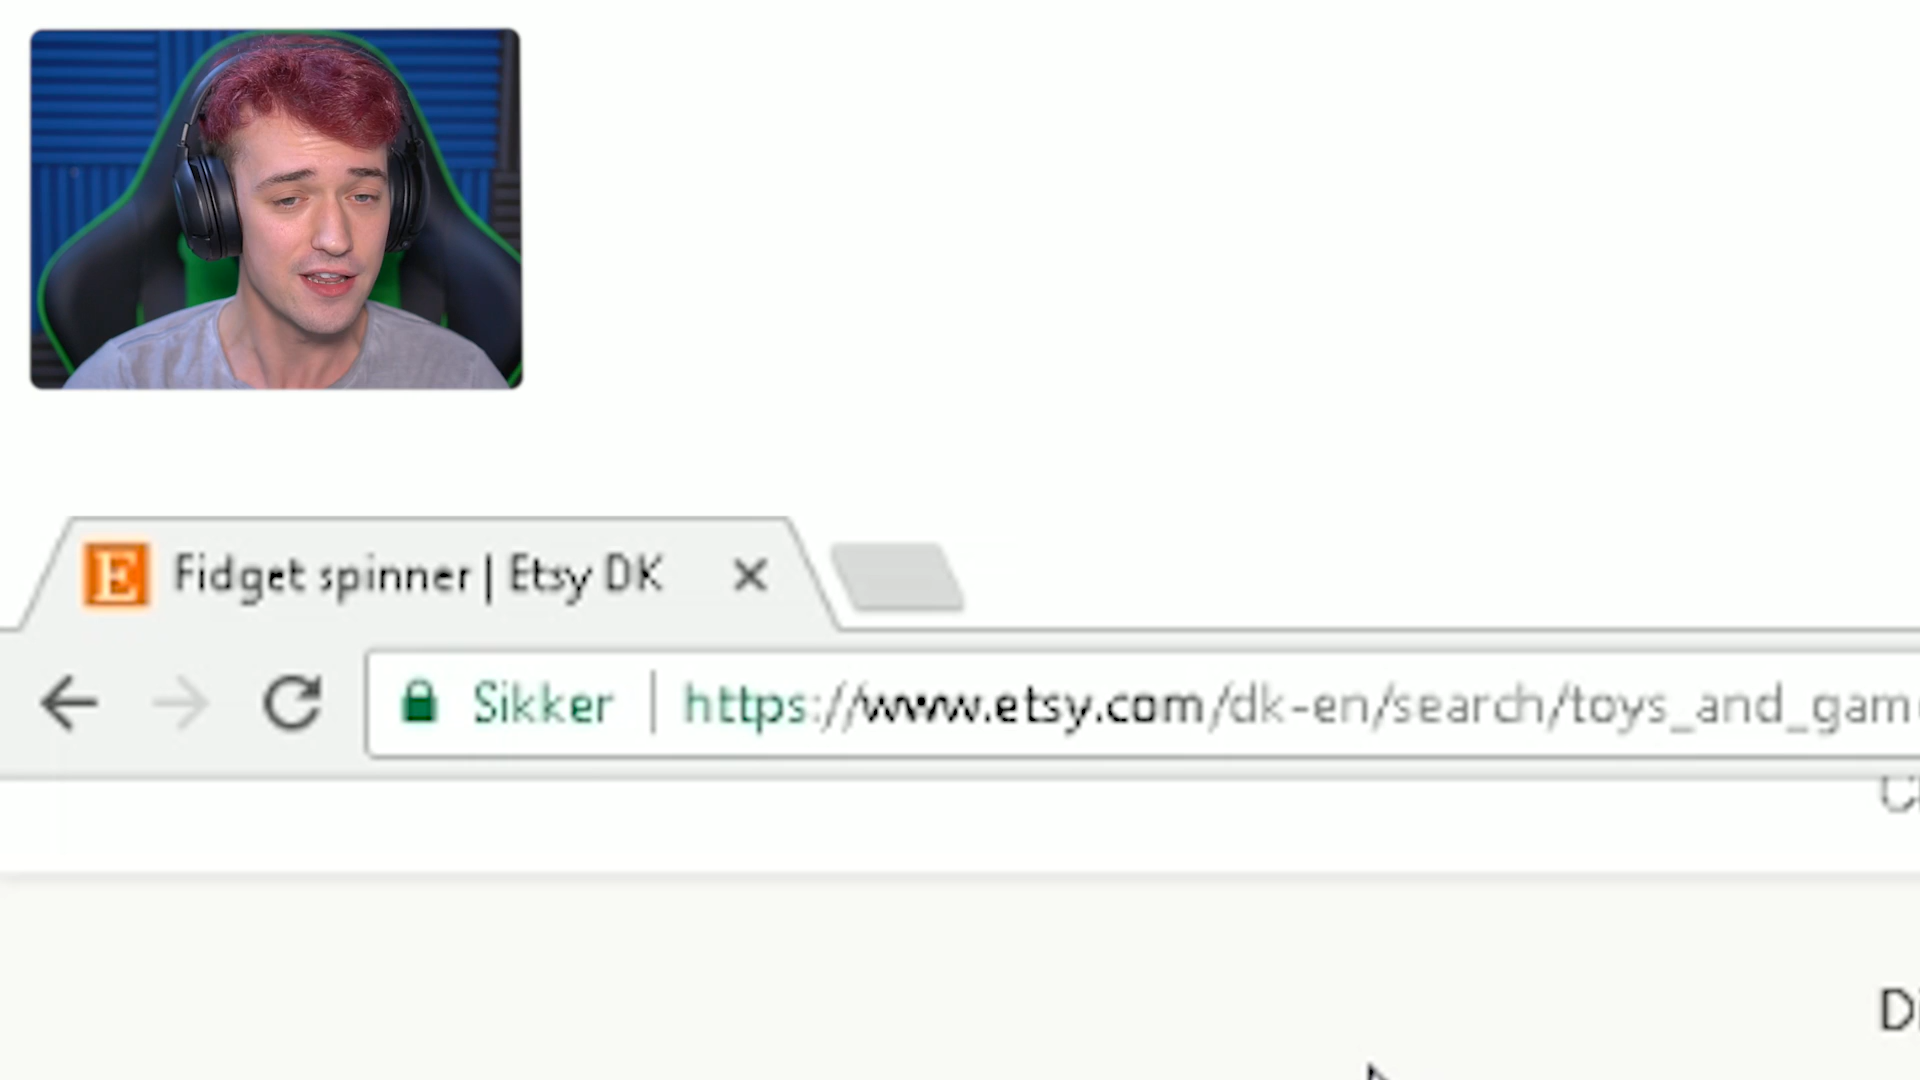 E Fidget spinner | Etsy DK
Sikker | https://www.etsy.com/dk-en/search/toys_and_gam